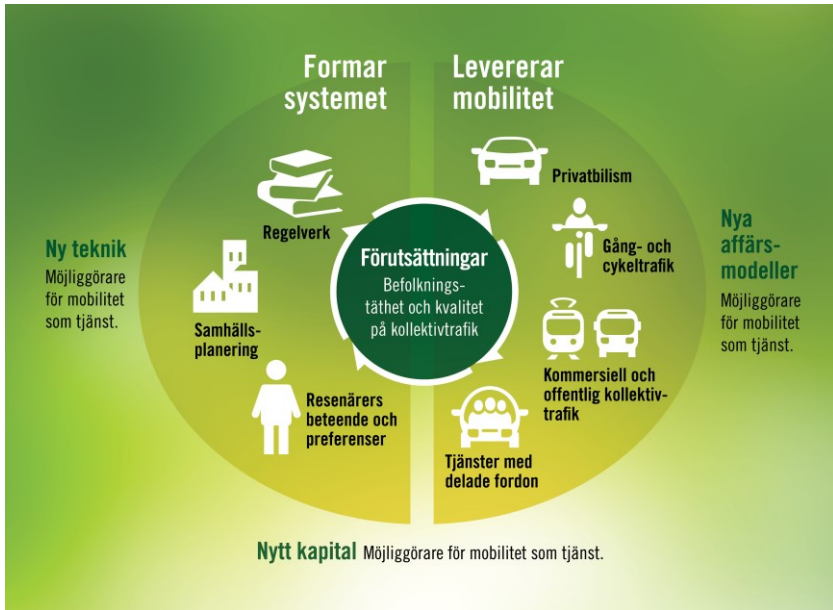 Formar
systemet
Levererar
mobilitet
Regelverk
Samhälls-
planering
Resenärers
beteende och
preferenser
Förutsättningar
Befolknings-
täthet och kvalitet
på kollektivtrafik
Privatbilism
Gång- och
cykeltrafik
Kommersiell och
offentlig kollektiv-
trafik
Tjänster med
delade fordon
Ny teknik
Möjliggörare
för mobilitet
som tjänst.
Nya
affärs-
modeller
Möjliggörare
för mobilitet
som tjänst.
Nytt kapital Möjliggörare för mobilitet som tjänst.